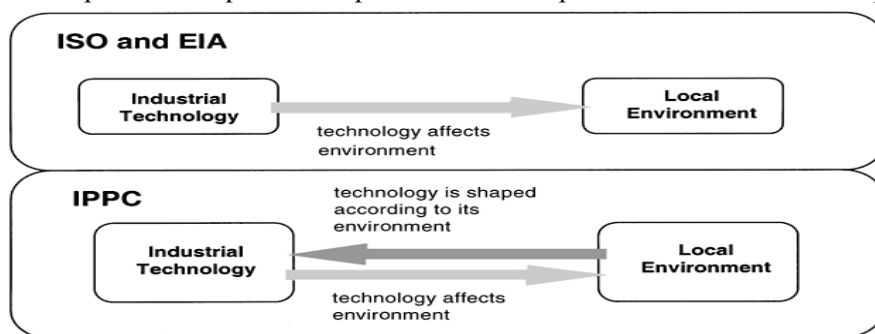 ISO and EIA
Industrial
Technology
Local
Environment
technology affects
environment
IPPC
technology is shaped
according to its
environment
Industrial
Technology
Local
Environment
technology affects
environment